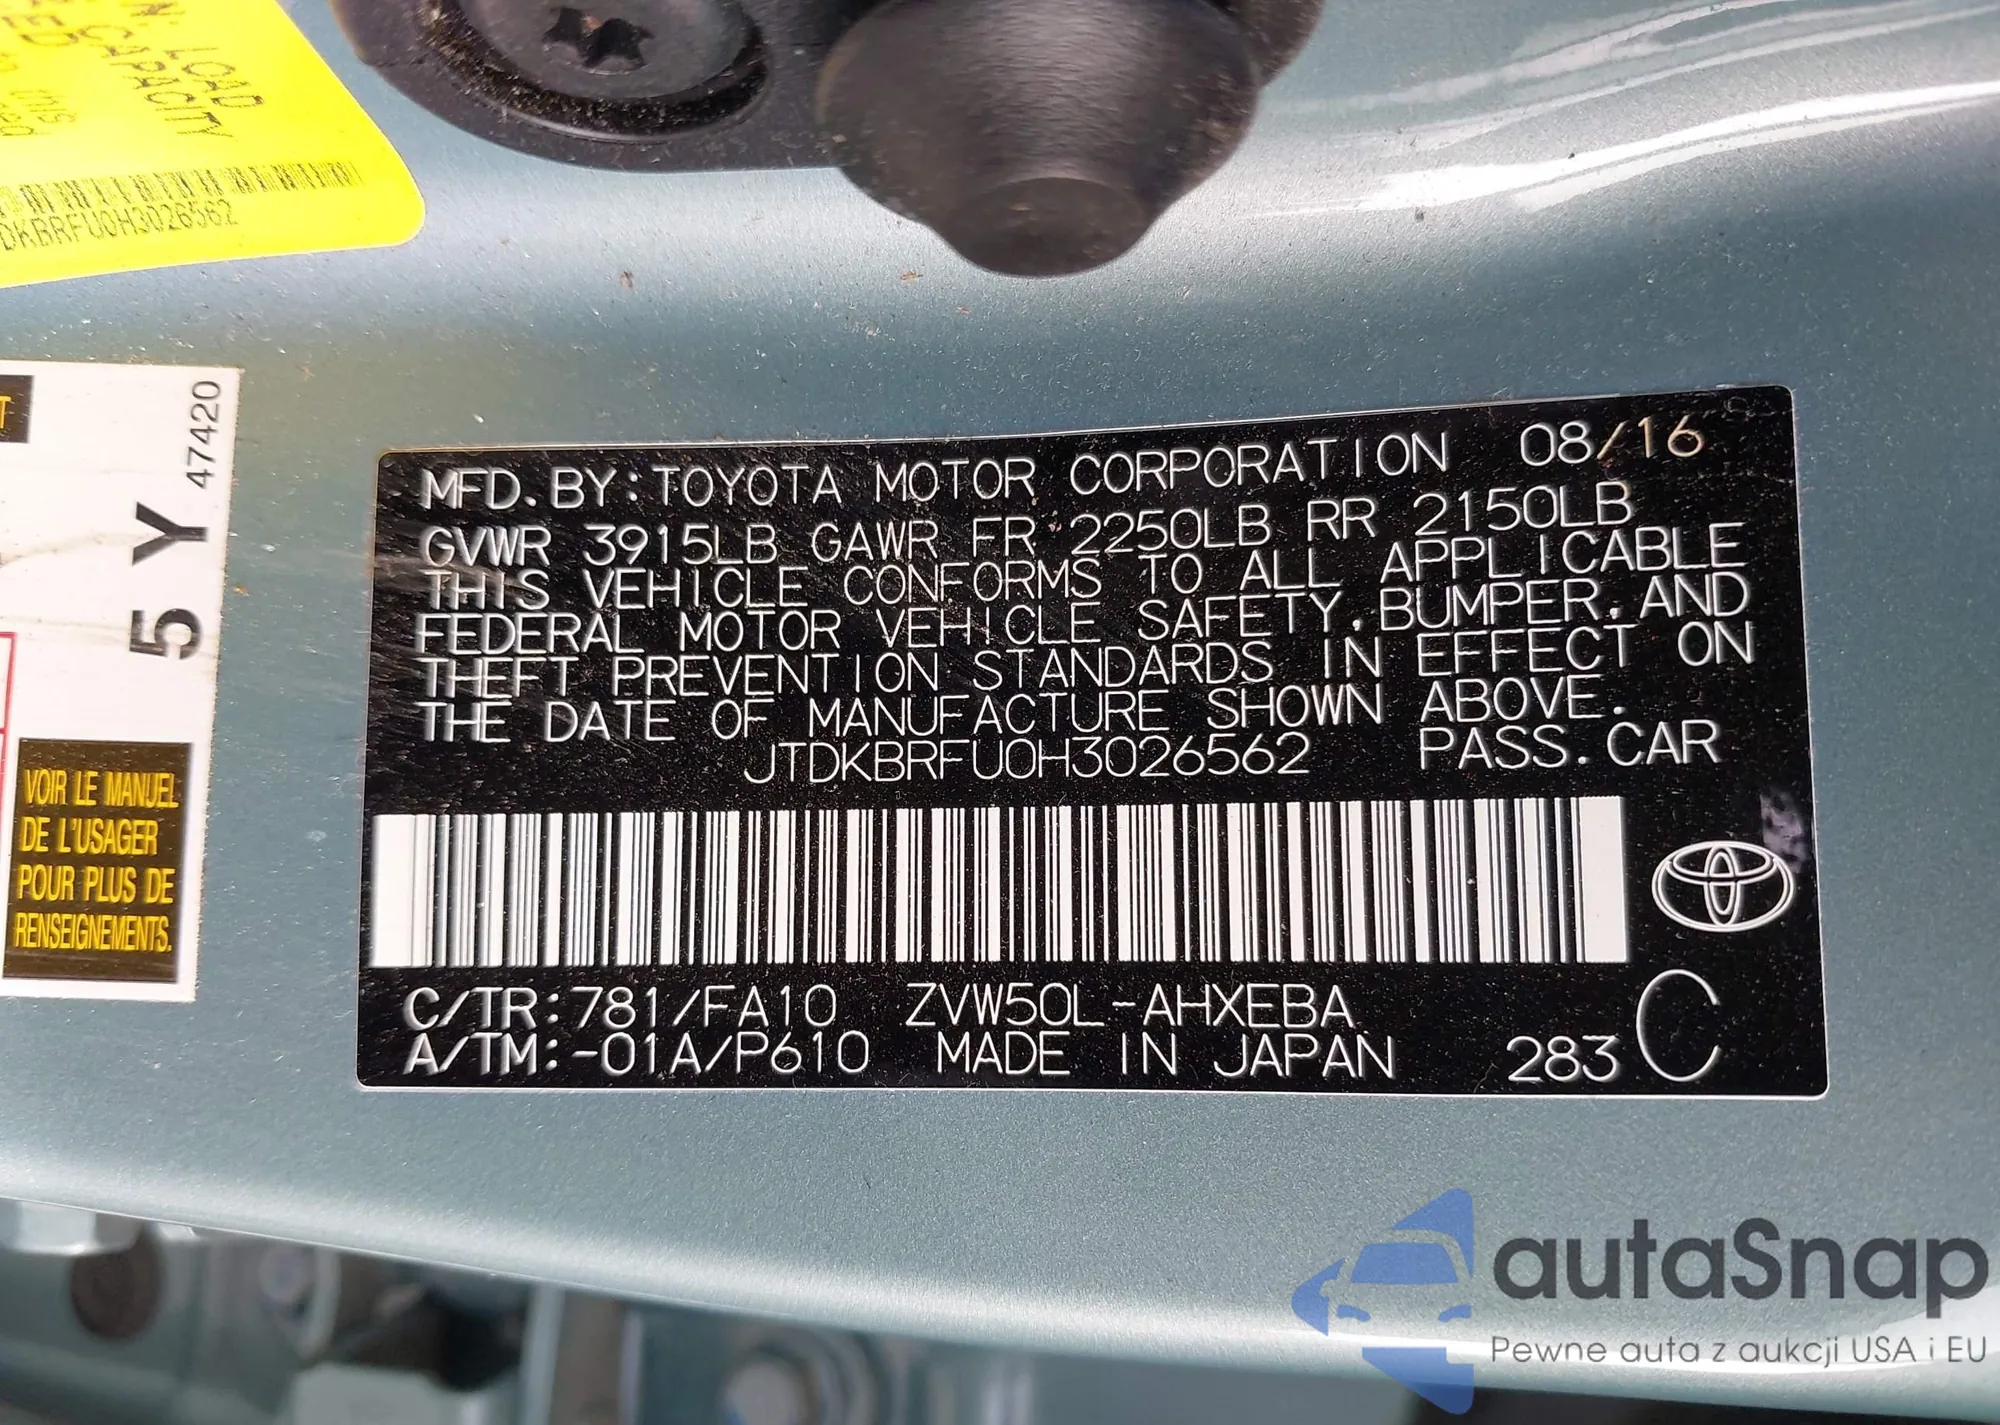 LOAD
CAPACITY
DKBRFU0H3026562
T
5 Y
47420
VOIR LE MANUEL
DE L'USAGER
POUR PLUS DE
RENSEIGNEMENTS.
MFD. BY: TOYOTA MOTOR CORPORATION 08/16
GVWR 3915LB GAWR FR 2250LB RR 2150LB
THIS VEHICLE CONFORMS TO ALL APPLICABLE
FEDERAL MOTOR VEHICLE SAFETY, BUMPER, AND
THEFT PREVENTION STANDARDS IN EFFECT ON
THE DATE OF MANUFACTURE SHOWN ABOVE.
JTDKBRFU0H3026562 PASS. CAR
C/TR: 781/FA10 ZVW50L-AHXEBA
A/TM: -01A/P610 MADE IN JAPAN 283 C
autaSnap
Pewne auta z aukcji USA i EU